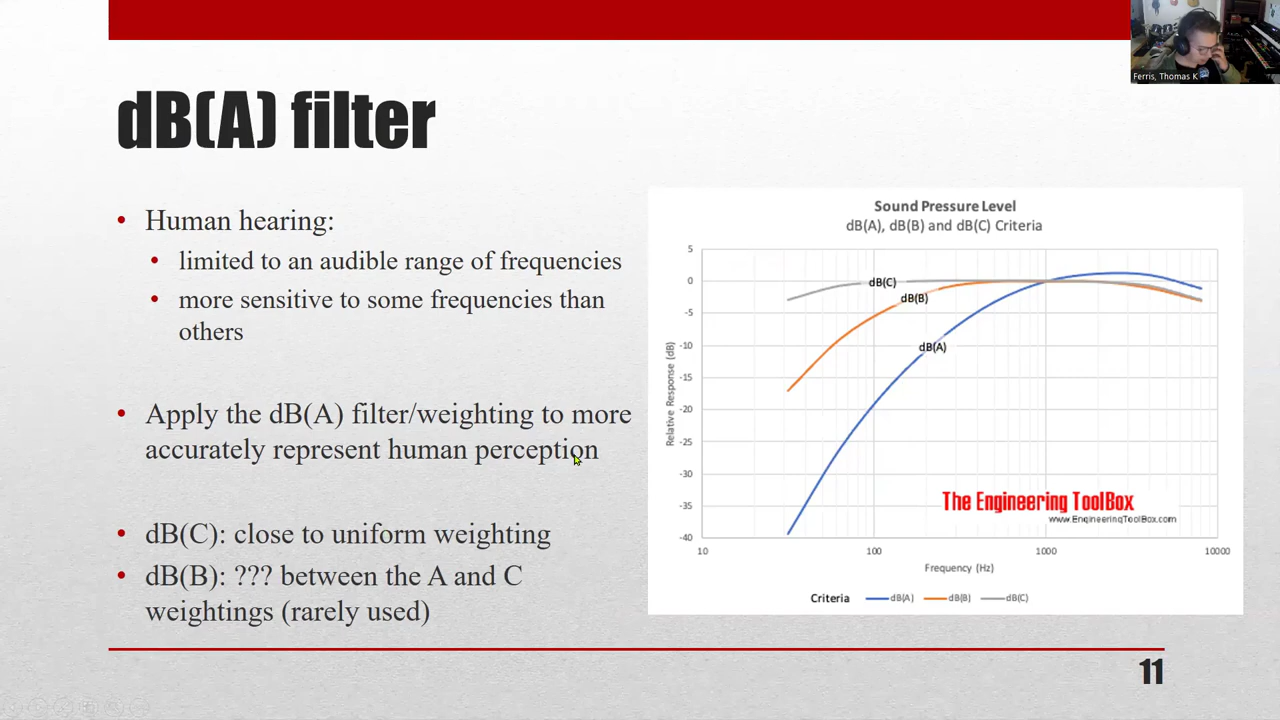 Ferris, Thomas K
dB(A) filter
• Human hearing:
• limited to an audible range of frequencies
• more sensitive to some frequencies than
others
• Apply the dB(A) filter/weighting to more
accurately represent human perception
• dB(C): close to uniform weighting
• dB(B): ??? between the A and C
weightings (rarely used)
Sound Pressure Level
dB(A), dB(B) and dB(C) Criteria
5
0
-5
-10
-15
-20
-25
-30
-35
-40
Relative Response (dB)
dB(C)
dB(B)
dB(A)
The Engineering ToolBox
www.EngineeringToolBox.com
10 100 1000 10000
Frequency (Hz)
Criteria dB(A) dB(B) dB(C)
11